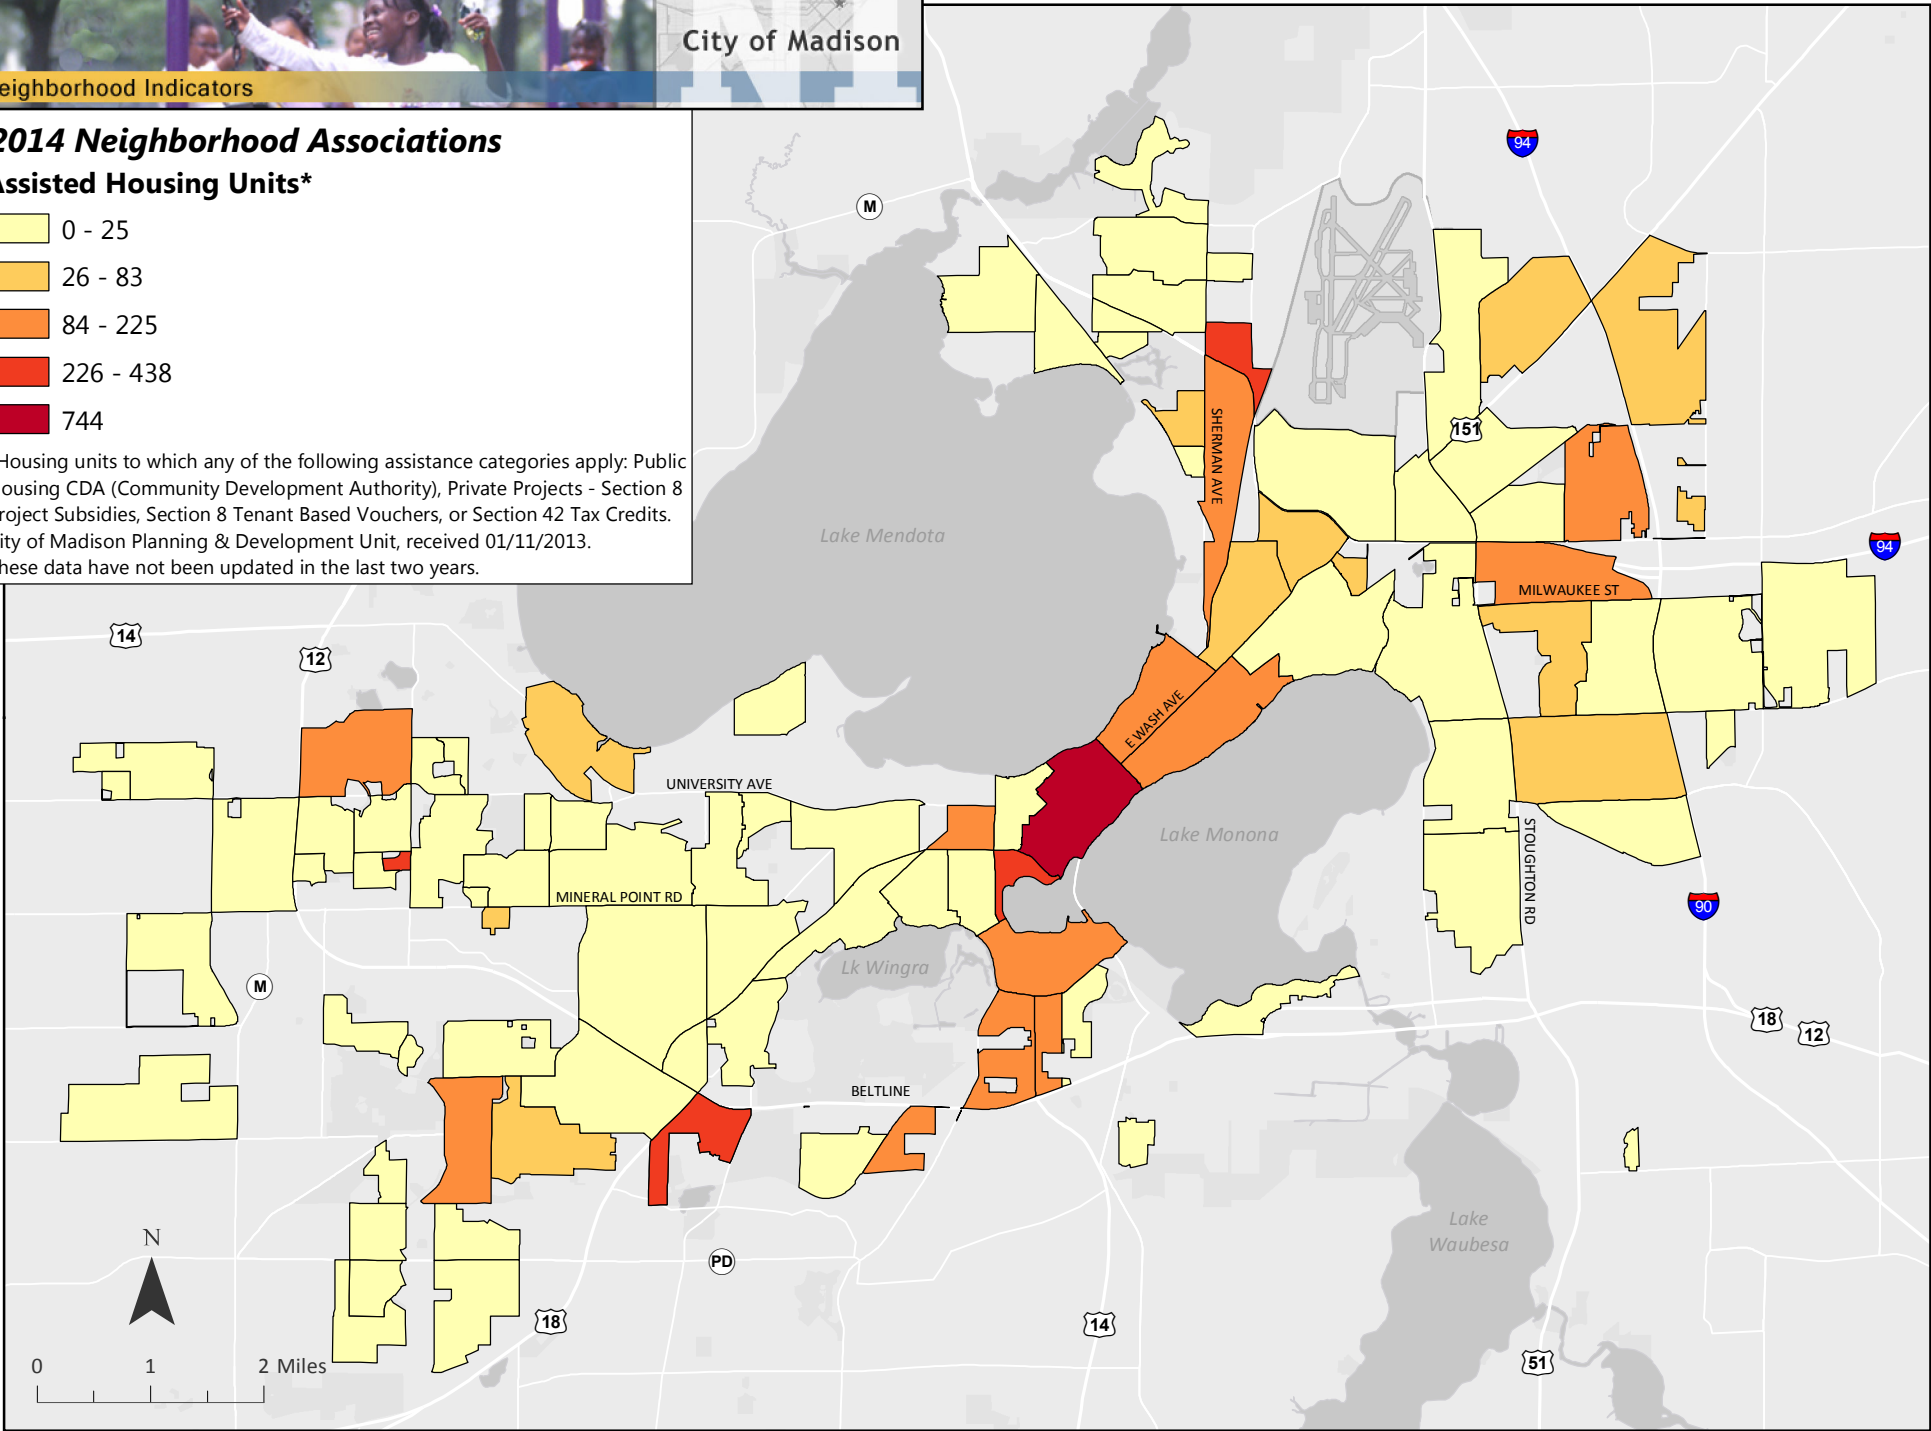 City of Madison
eighborhood Indicators
2014 Neighborhood Associations
Assisted Housing Units*
0 - 25
26 - 83
84 - 225
226 - 438
744
Housing units to which any of the following assistance categories apply: Public
ousing CDA (Community Development Authority), Private Projects - Section 8
roject Subsidies, Section 8 Tenant Based Vouchers, or Section 42 Tax Credits.
ity of Madison Planning & Development Unit, received 01/11/2013.
hese data have not been updated in the last two years.
94
M
151
SHERMAN AVE
Lake Mendota
94
MILWAUKEE ST
14
12
E WASH AVE
UNIVERSITY AVE
Lake Monona
STOUGHTON RD
MINERAL POINT RD
90
Lk Wingra
M
18
12
BELTLINE
Lake
Waubesa
N
PD
18
14
51
0 1 2 Miles